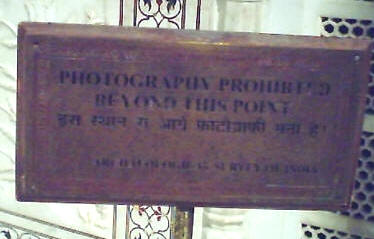 PHOTOGRAPHY PROHIBITED
BEYOND THIS POINT
इस स्थान से आगे फोटोग्राफी मना है।
ARCHAEOLOGICAL SURVEY OF INDIA